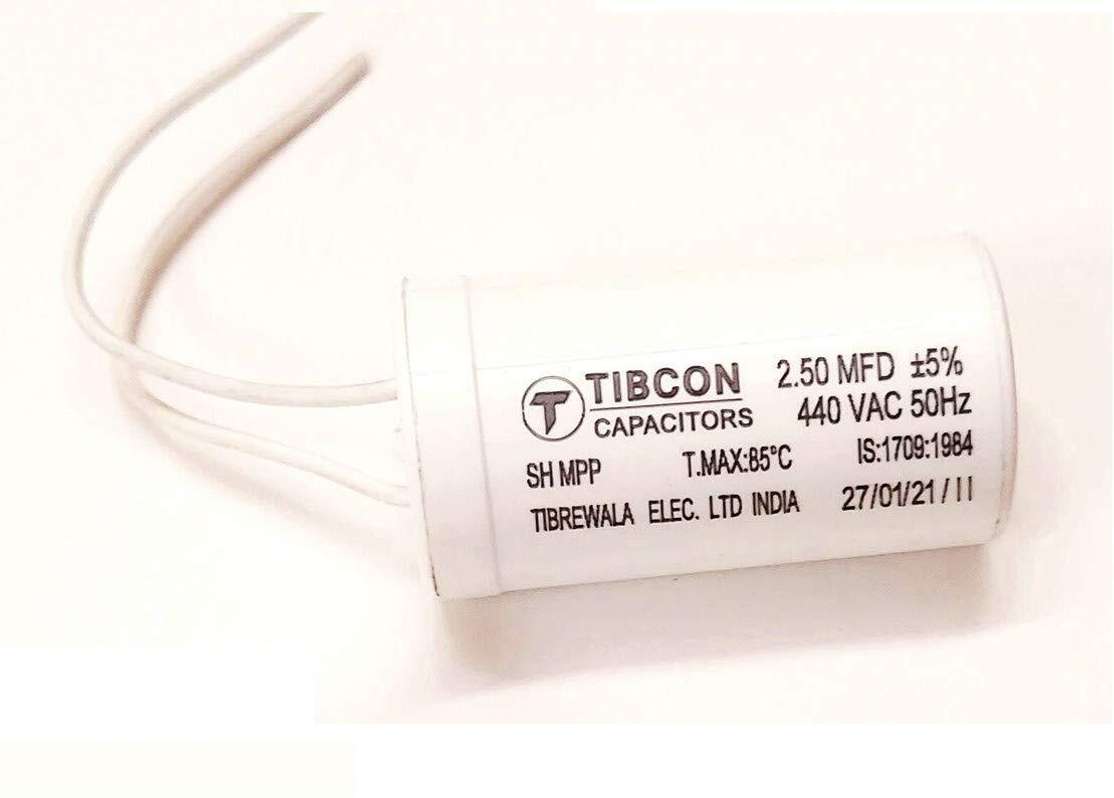 T TIBCON 2.50 MFD ±5%
CAPACITORS 440 VAC 50Hz
SH MPP T.MAX:85°C IS:1709:1984
TIBREWALA ELEC. LTD INDIA 27/01/21 / II